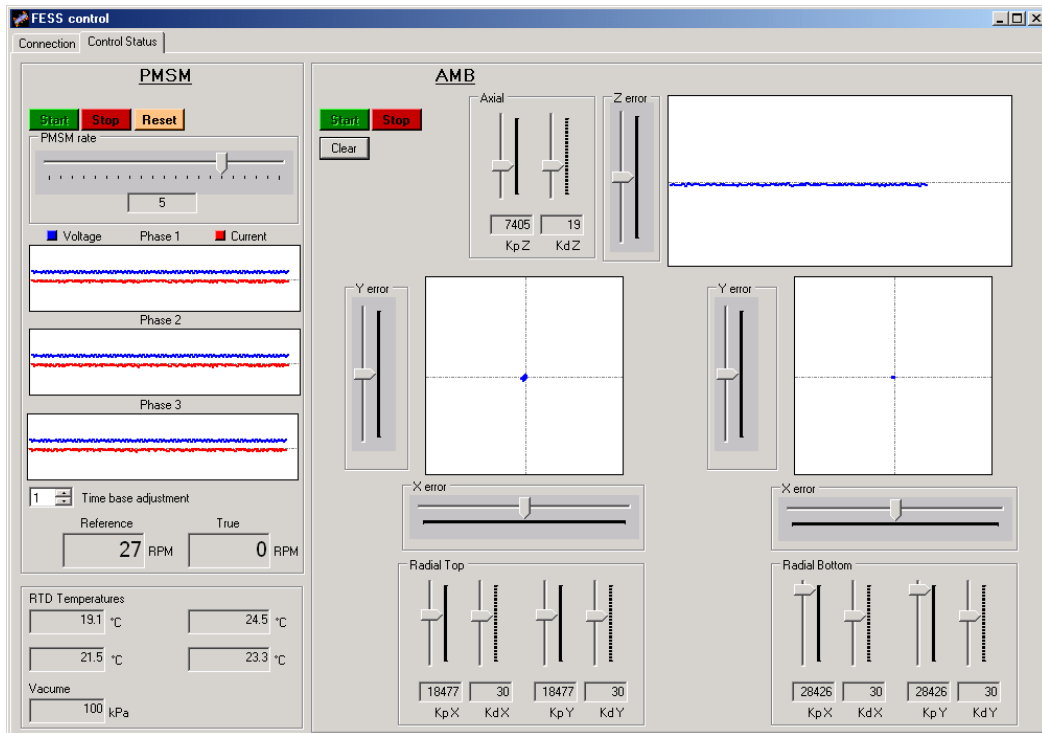 FESS control
Connection Control Status
PMSM
Start Stop Reset
PMSM rate
5
Voltage Phase 1 Current
Phase 2
Phase 3
1 Time base adjustment
Reference True
27 RPM 0 RPM
RTD Temperatures
19.1 °C 24.5 °C
21.5 °C 23.3 °C
Vacume
100 kPa
AMB
Start Stop
Clear
Axial
7405 19
KpZ KdZ
Z error
Y error
X error
Y error
X error
Radial Top
18477 30 18477 30
KpX KdX KpY KdY
Radial Bottom
28426 30 28426 30
KpX KdX KpY KdY